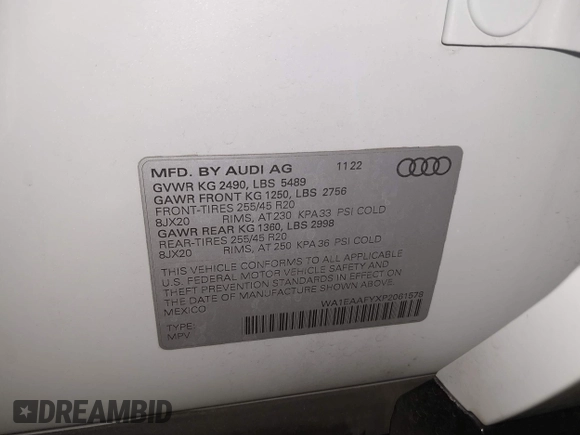 MFD. BY AUDI AG 11 22
GVWR KG 2490, LBS 5489
GAWR FRONT KG 1250, LBS 2756
FRONT-TIRES 255/45 R20
8JX20 RIMS, AT 230 KPA 33 PSI COLD
GAWR REAR KG 1360, LBS 2998
REAR-TIRES 255/45 R20
8JX20 RIMS, AT 250 KPA 36 PSI COLD
THIS VEHICLE CONFORMS TO ALL APPLICABLE
U.S. FEDERAL MOTOR VEHICLE SAFETY AND
THEFT PREVENTION STANDARDS IN EFFECT ON
THE DATE OF MANUFACTURE SHOWN ABOVE.
MEXICO
WA1EAAFYXP2061578
TYPE:
MPV
DREAMBID